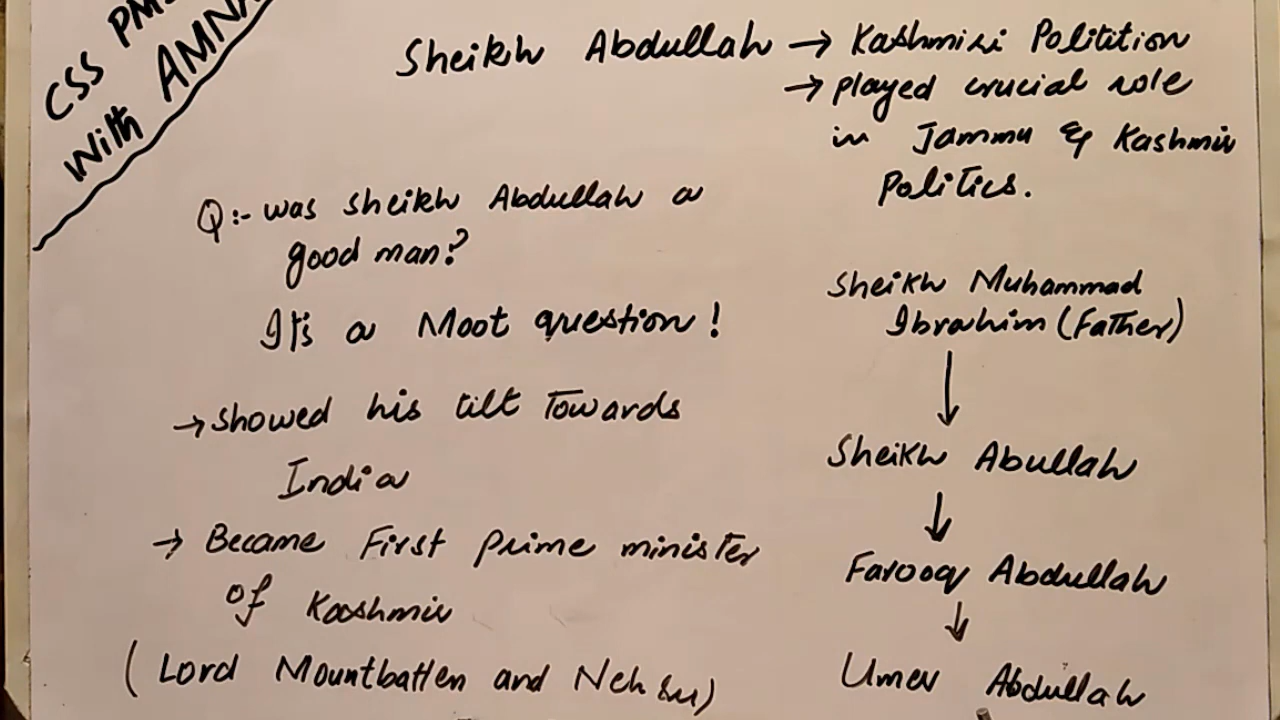 CSS PMS
With AMNA
Sheikh Abdullah → Kashmiri Polition
→ played crucial role
in Jammu & Kashmir
Politics.
Q:- was sheikh Abdullah a
good man?
It's a Moot question!
→ showed his tilt Towards
India
→ Became First prime minister
of Kashmir
(Lord Mountbatten and Nehru)
Sheikh Muhammad
Ibrahim (Father)
↓
Sheikh Abullah
↓
Farooq Abdullah
↓
Umer Abdullah